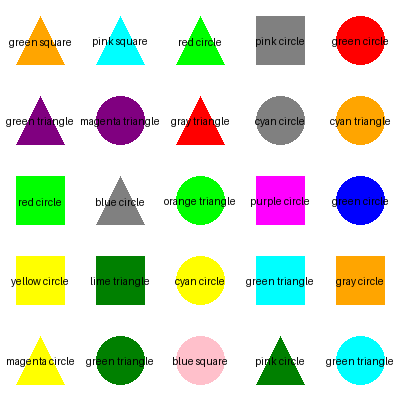 green square pink square red circle pink circle green circle
green triangle magenta triangle gray triangle cyan circle cyan triangle
red circle blue circle orange triangle purple circle green circle
yellow circle lime triangle cyan circle green triangle gray circle
magenta circle green triangle blue square pink circle green triangle